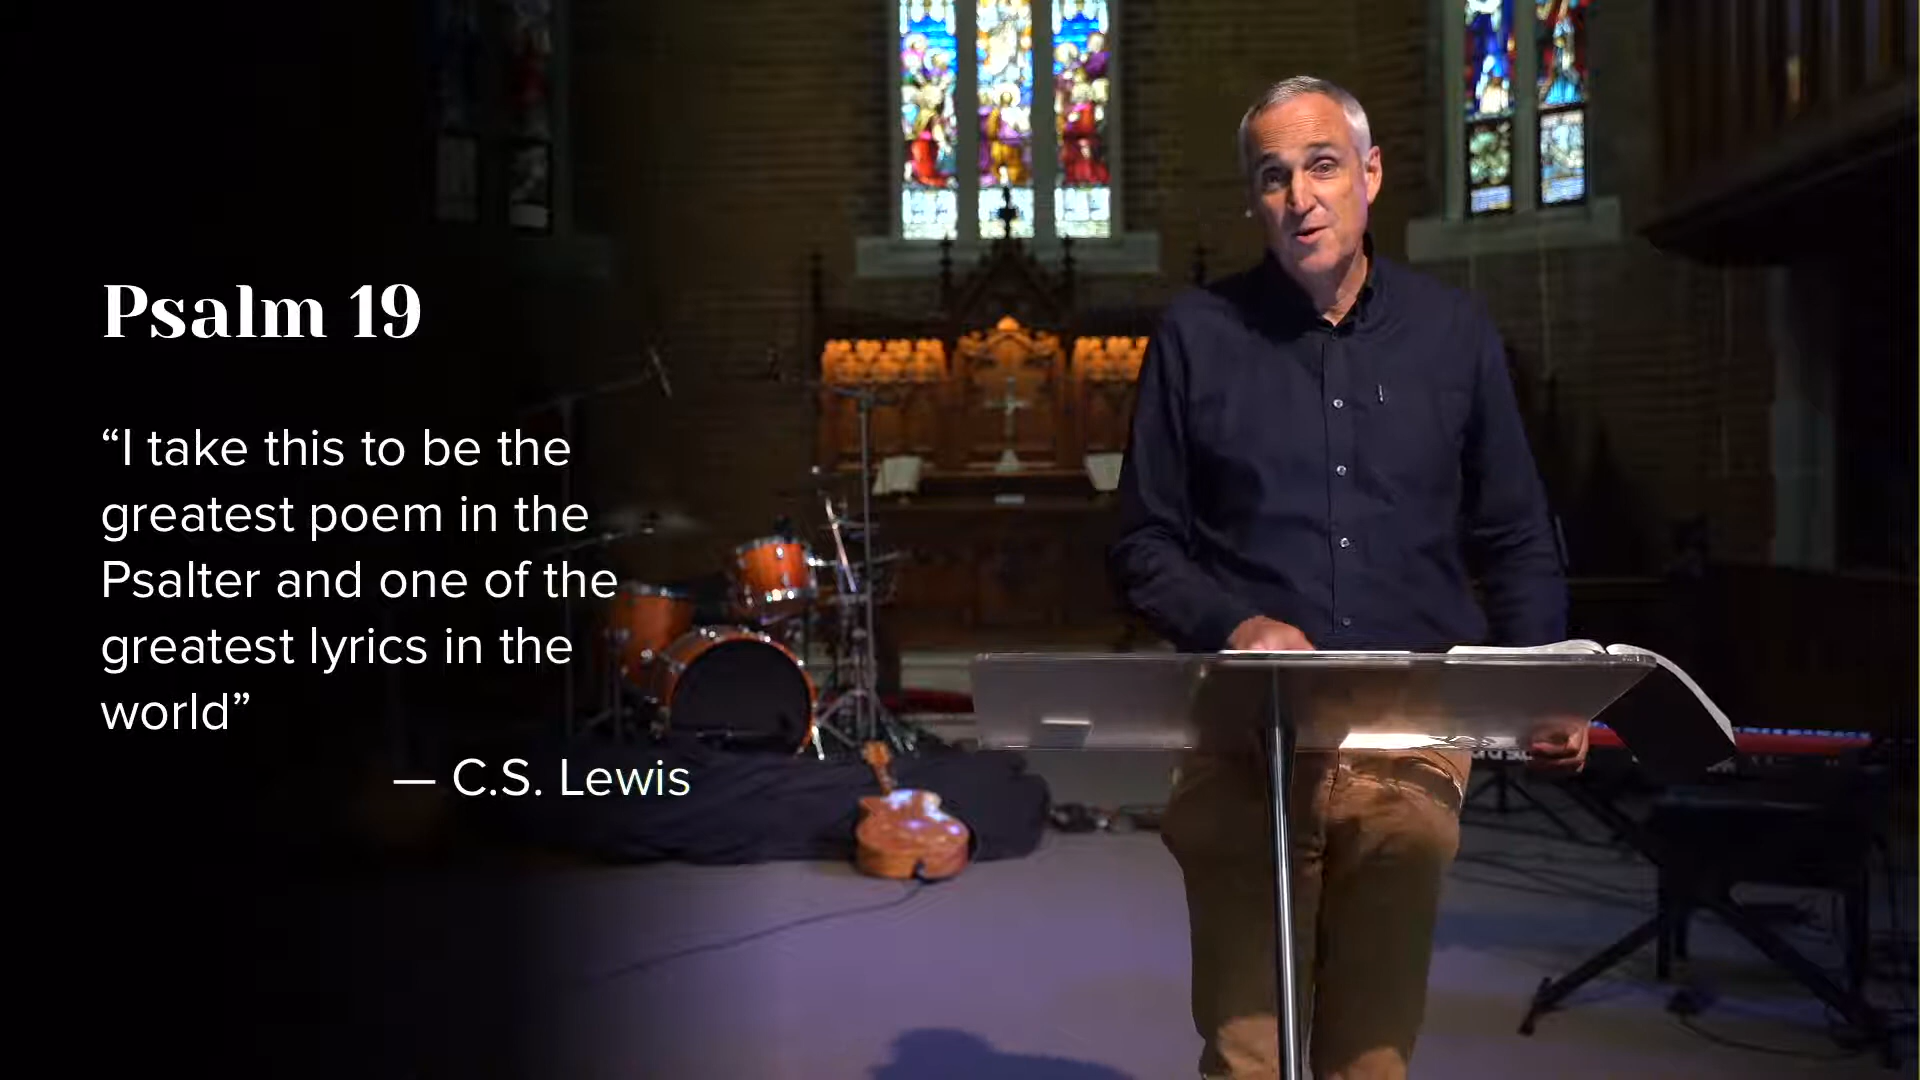 Psalm 19
“I take this to be the
greatest poem in the
Psalter and one of the
greatest lyrics in the
world”
— C.S. Lewis